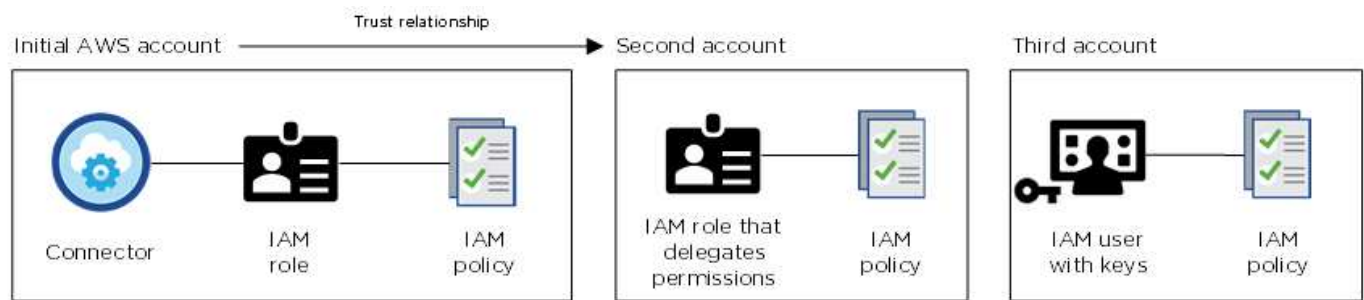 Trust relationship
Initial AWS account
Second account
Third account
Connector
IAM
role
IAM
policy
IAM role that
delegates
permissions
IAM
policy
IAM user
with keys
IAM
policy